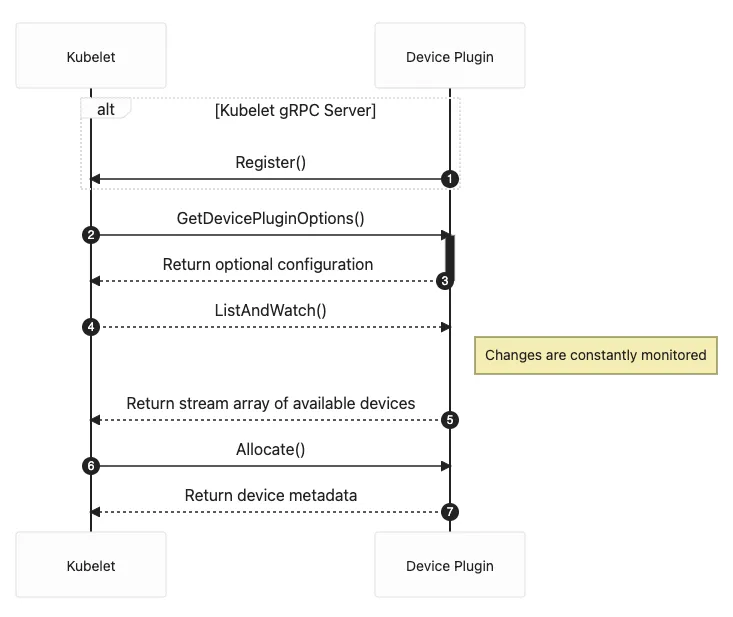 Kubelet
Device Plugin
alt
[Kubelet gRPC Server]
Register()
1
GetDevicePluginOptions()
2
Return optional configuration
3
ListAndWatch()
4
Changes are constantly monitored
Return stream array of available devices
5
Allocate()
6
Return device metadata
7
Kubelet
Device Plugin